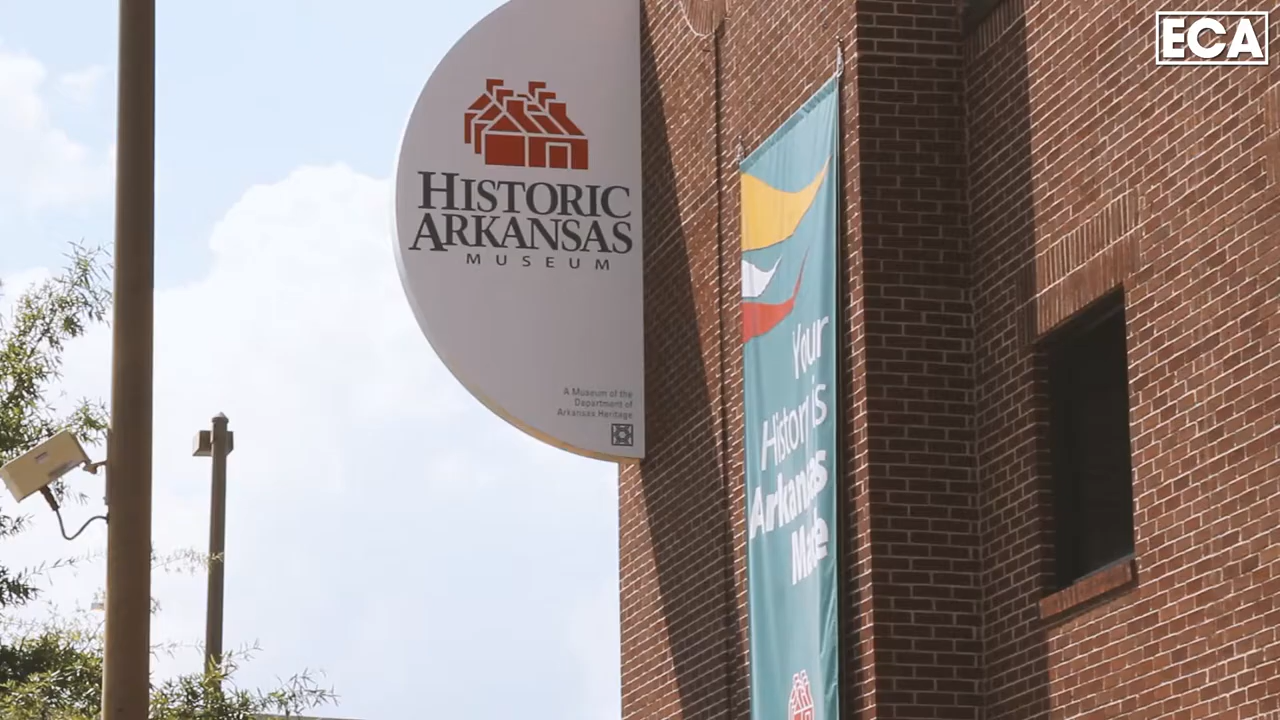 ECA
HISTORIC
ARKANSAS
MUSEUM
A Museum of the
Department of
Arkansas Heritage
Your
History is
Arkansas
Made